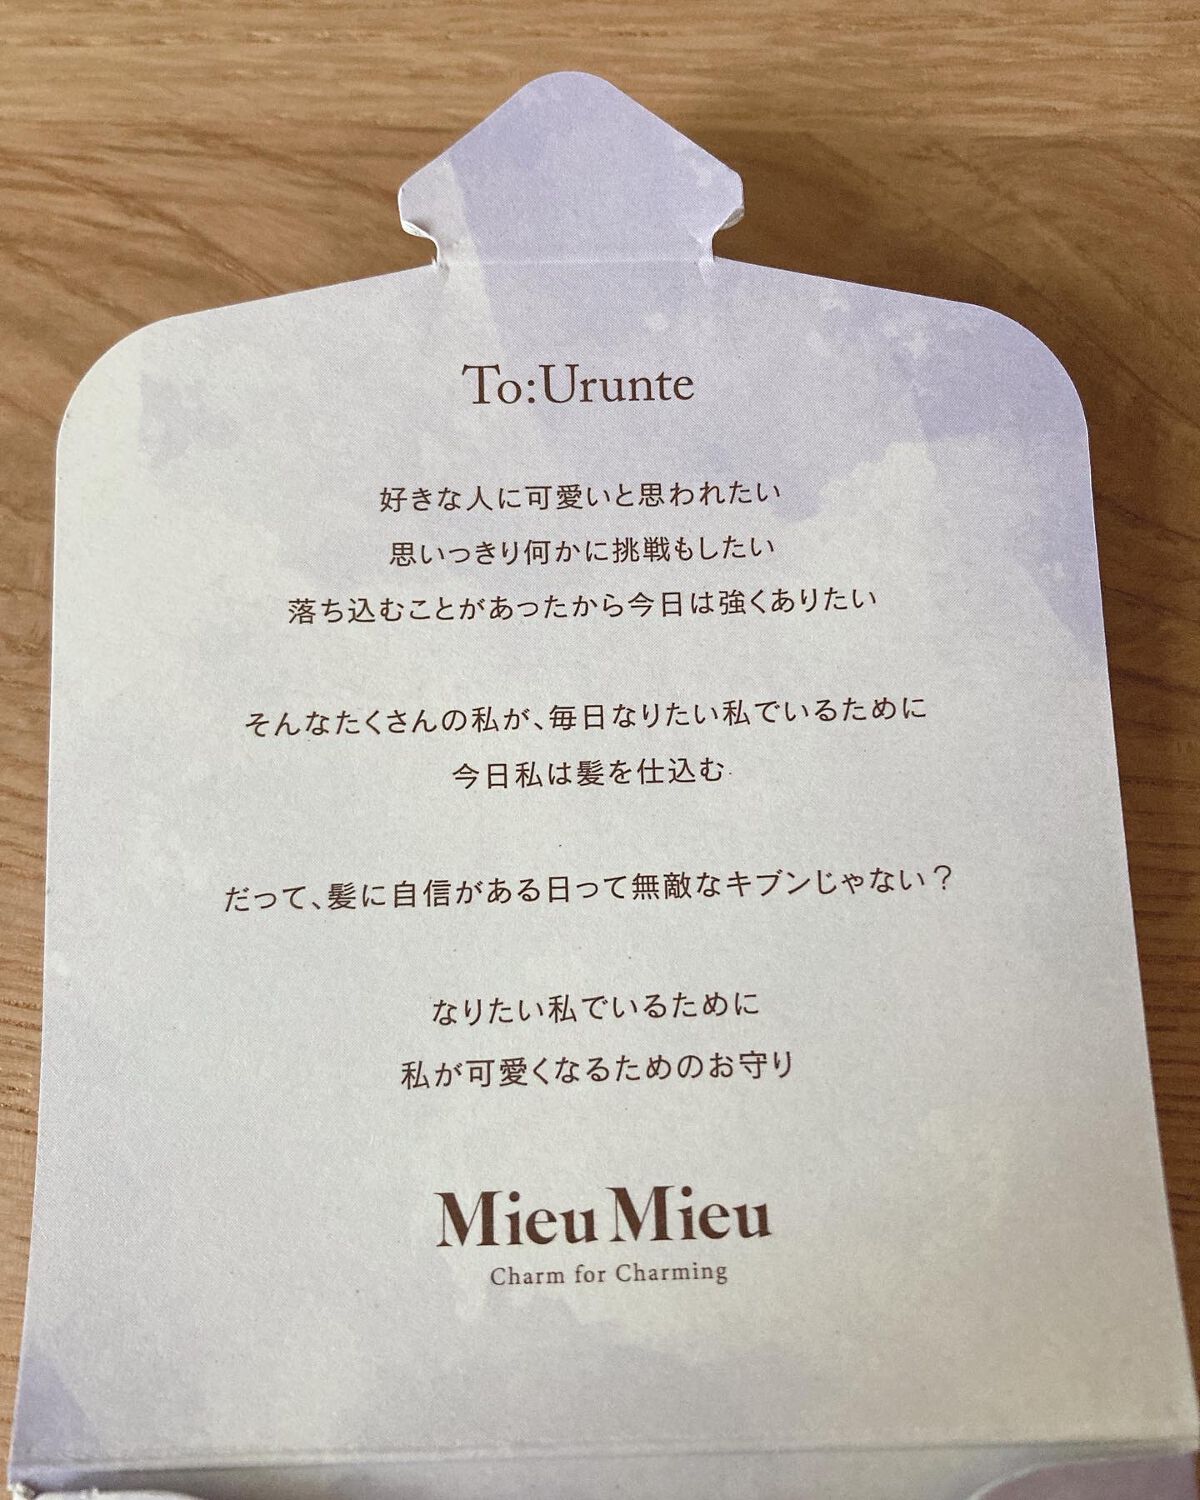 To:Urunte
好きな人に可愛いと思われたい
思いっきり何かに挑戦もしたい
落ち込むことがあったから今日は強くありたい
そんなたくさんの私が、毎日なりたい私でいるために
今日私は髪を仕込む
だって、髪に自信がある日って無敵なキブンじゃない？
なりたい私でいるために
私が可愛くなるためのお守り
Mieu Mieu
Charm for Charming